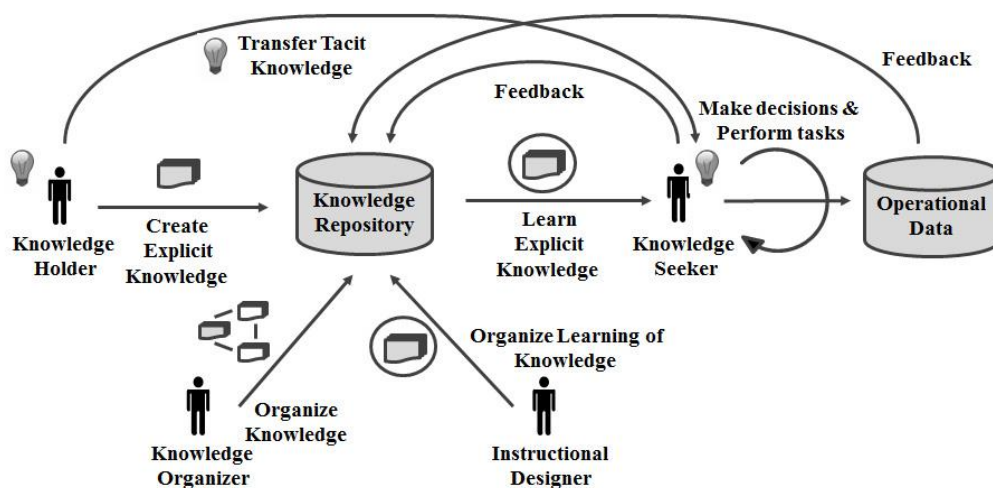 Transfer Tacit
Knowledge
Feedback
Feedback
Make decisions &
Perform tasks
Knowledge
Holder
Create
Explicit
Knowledge
Knowledge
Repository
Learn
Explicit
Knowledge
Knowledge
Seeker
Operational
Data
Organize
Knowledge
Knowledge
Organizer
Organize Learning of
Knowledge
Instructional
Designer